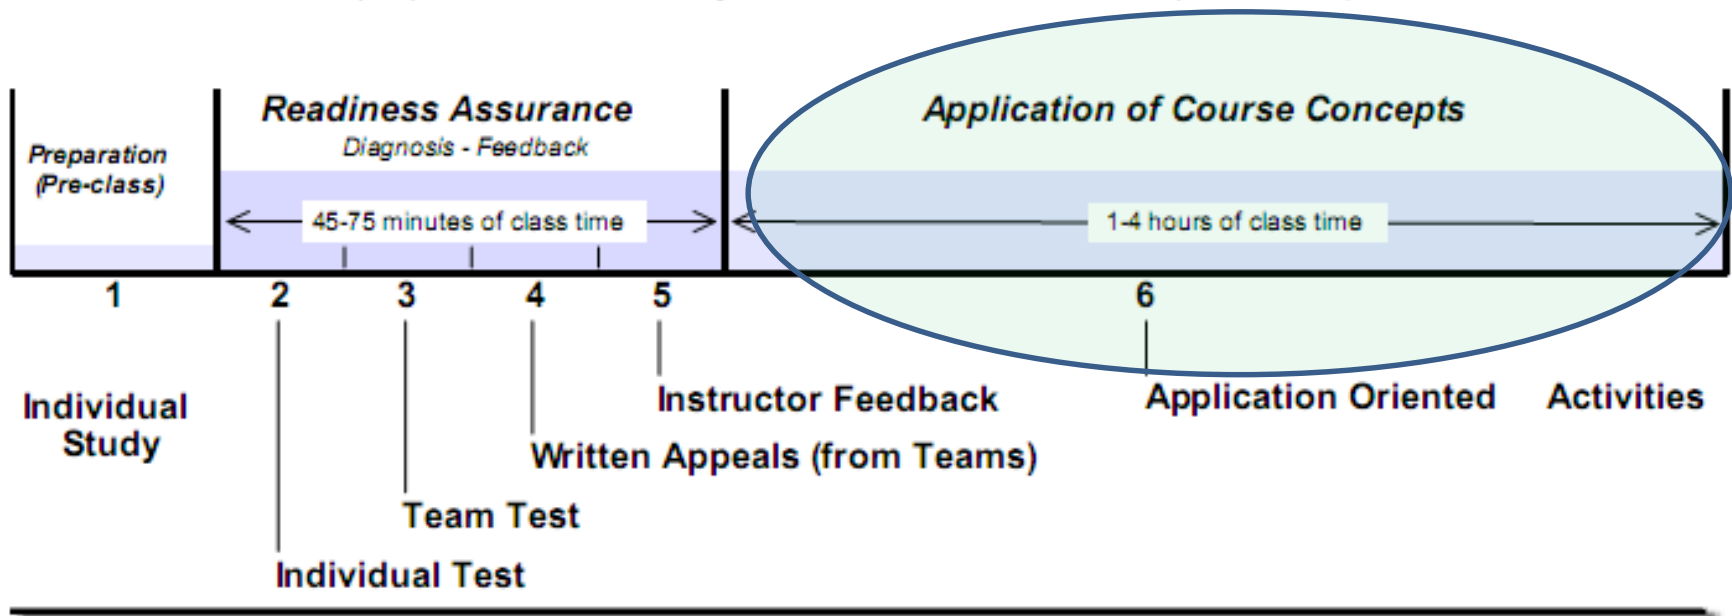 Readiness Assurance
Diagnosis - Feedback
Application of Course Concepts
Preparation
(Pre-class)
45-75 minutes of class time
1-4 hours of class time
1
2
3
4
5
6
Individual
Study
Instructor Feedback
Application Oriented Activities
Written Appeals (from Teams)
Team Test
Individual Test